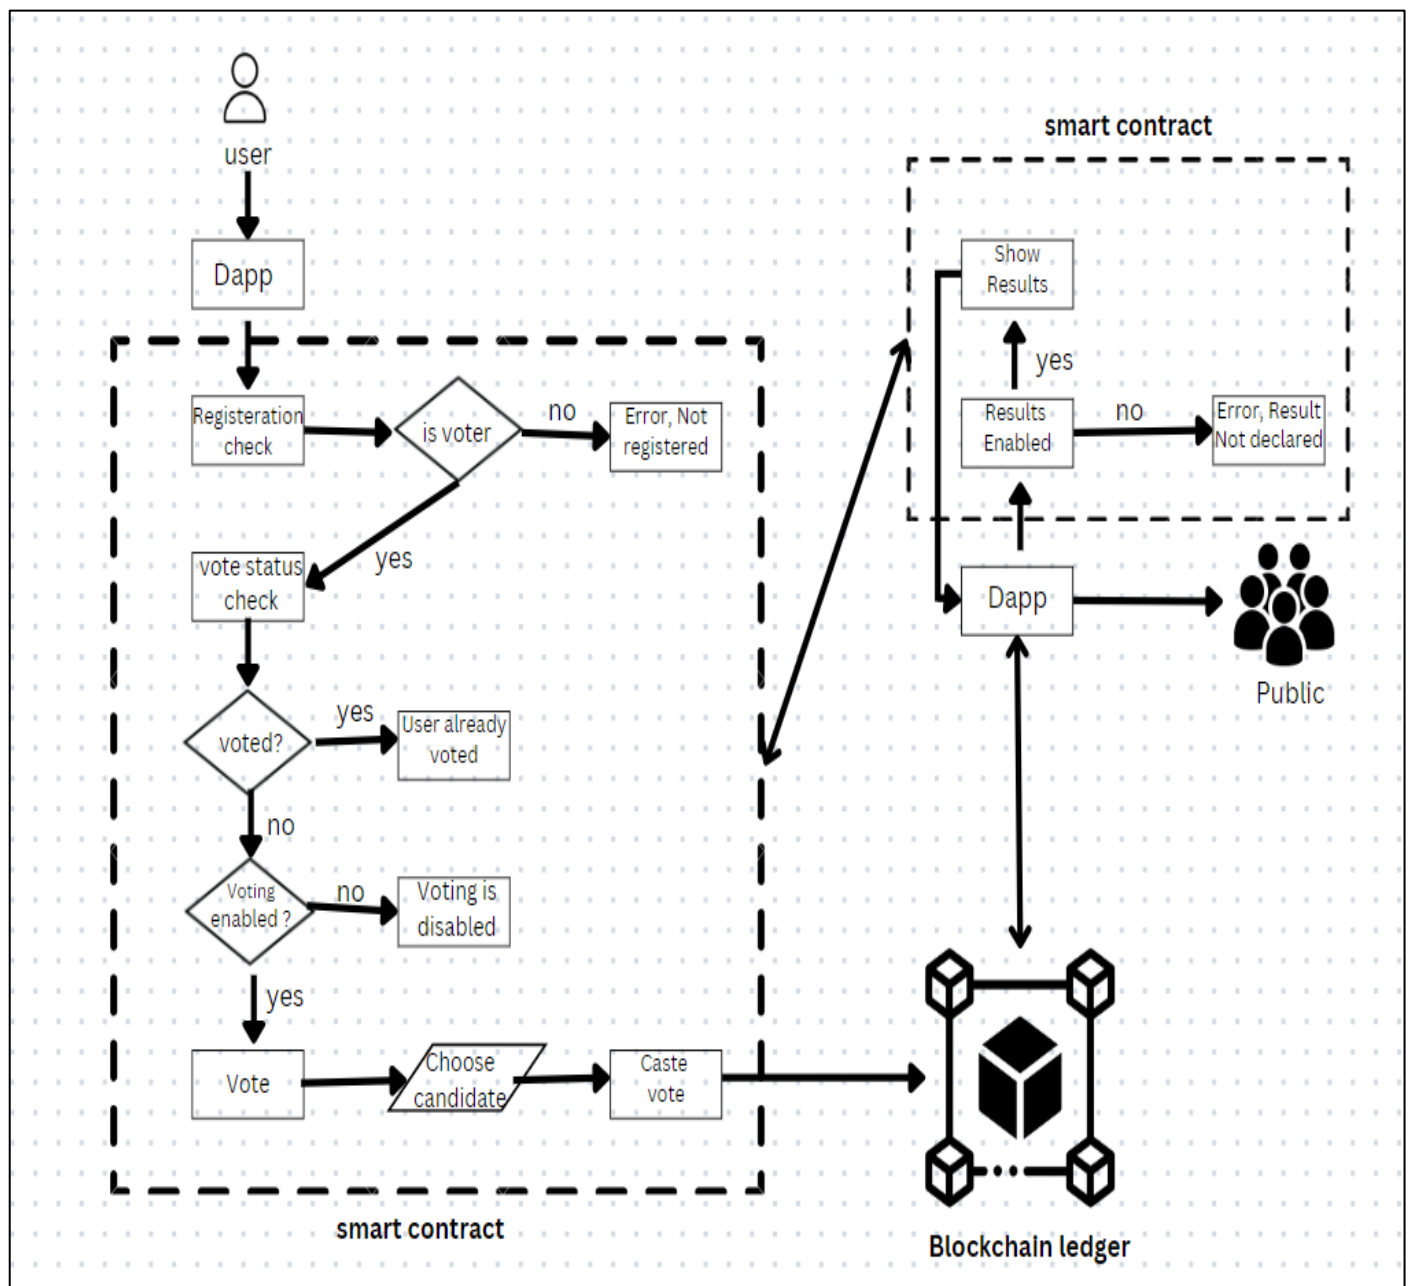 user
Dapp
Registeration
check
is voter
no
Error, Not
registered
yes
vote status
check
voted?
yes
User already
voted
no
Voting
enabled ?
no
Voting is
disabled
yes
Vote
Choose
candidate
Caste
vote
smart contract
smart contract
Show
Results
yes
Results
Enabled
no
Error, Result
Not declared
Dapp
Public
Blockchain ledger